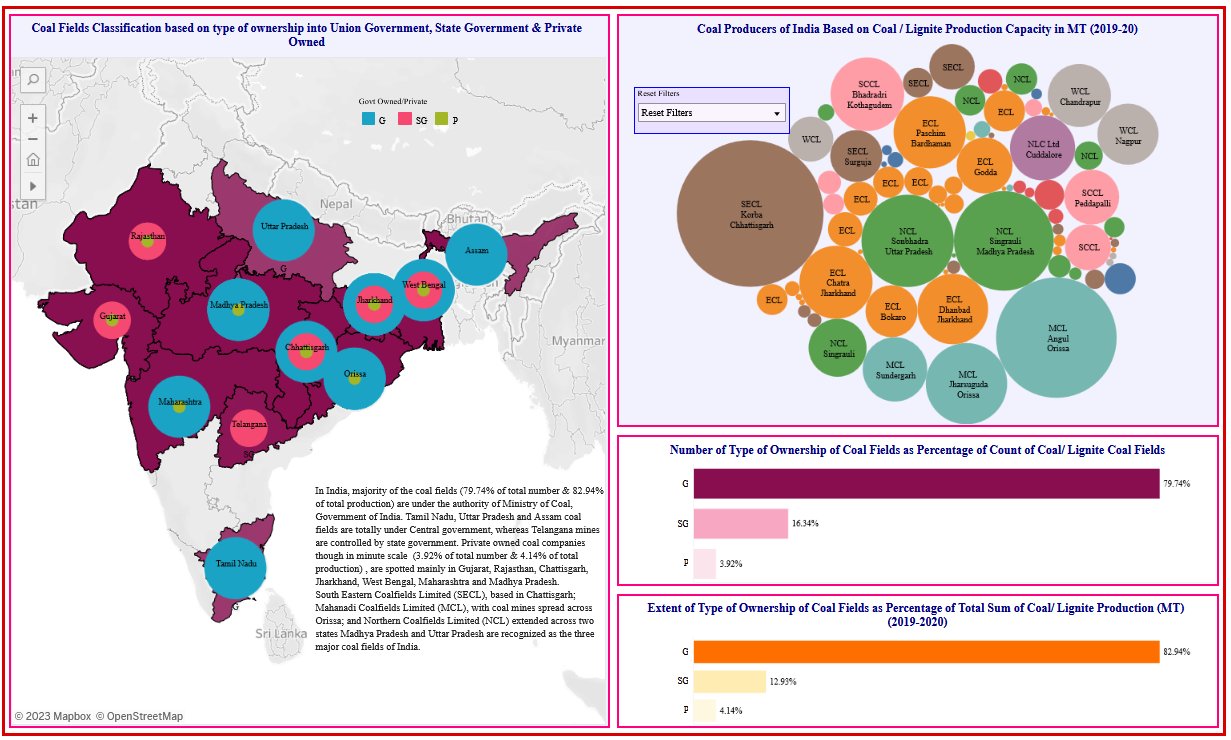 Coal Fields Classification based on type of ownership into Union Government, State Government & Private
Owned
Govt Owned/Private
G
SG
P
stan
Nepal
Bhutan
Myanmar
Sri Lanka
Rajasthan
Uttar Pradesh
G
Assam
West Bengal
Jharkhand
Madhya Pradesh
Gujarat
Chhattisgarh
Orissa
Maharashtra
Telangana
SG
Tamil Nadu
G
In India, majority of the coal fields (79.74% of total number & 82.94%
of total production) are under the authority of Ministry of Coal,
Government of India. Tamil Nadu, Uttar Pradesh and Assam coal
fields are totally under Central government, whereas Telangana mines
are controlled by state government. Private owned coal companies
though in minute scale (3.92% of total number & 4.14% of total
production) , are spotted mainly in Gujarat, Rajasthan, Chattisgarh,
Jharkhand, West Bengal, Maharashtra and Madhya Pradesh.
South Eastern Coalfields Limited (SECL), based in Chattisgarh;
Mahanadi Coalfields Limited (MCL), with coal mines spread across
Orissa; and Northern Coalfields Limited (NCL) extended across two
states Madhya Pradesh and Uttar Pradesh are recognized as the three
major coal fields of India.
© 2023 Mapbox © OpenStreetMap
Coal Producers of India Based on Coal / Lignite Production Capacity in MT (2019-20)
Reset Filters
Reset Filters
SECL
SECL
SCCL
Bhadradri
Kothagudem
NCL
NCL
ECL
WCL
Chandrapur
WCL
Nagpur
WCL
ECL
Paschim
Bardhaman
NLC Ltd
Cuddalore
NCL
SECL
Surguja
ECL
Godda
ECL
ECL
ECL
SCCL
Peddapalli
SECL
Korba
Chhattisgarh
ECL
NCL
Sonbhadra
Uttar Pradesh
NCL
Singrauli
Madhya Pradesh
SCCL
ECL
Chatra
Jharkhand
ECL
ECL
Bokaro
ECL
Dhanbad
Jharkhand
MCL
Angul
Orissa
NCL
Singrauli
MCL
Sundergarh
MCL
Jharsuguda
Orissa
Number of Type of Ownership of Coal Fields as Percentage of Count of Coal/ Lignite Coal Fields
G
79.74%
SG
16.34%
P
3.92%
Extent of Type of Ownership of Coal Fields as Percentage of Total Sum of Coal/ Lignite Production (MT)
(2019-2020)
G
82.94%
SG
12.93%
P
4.14%